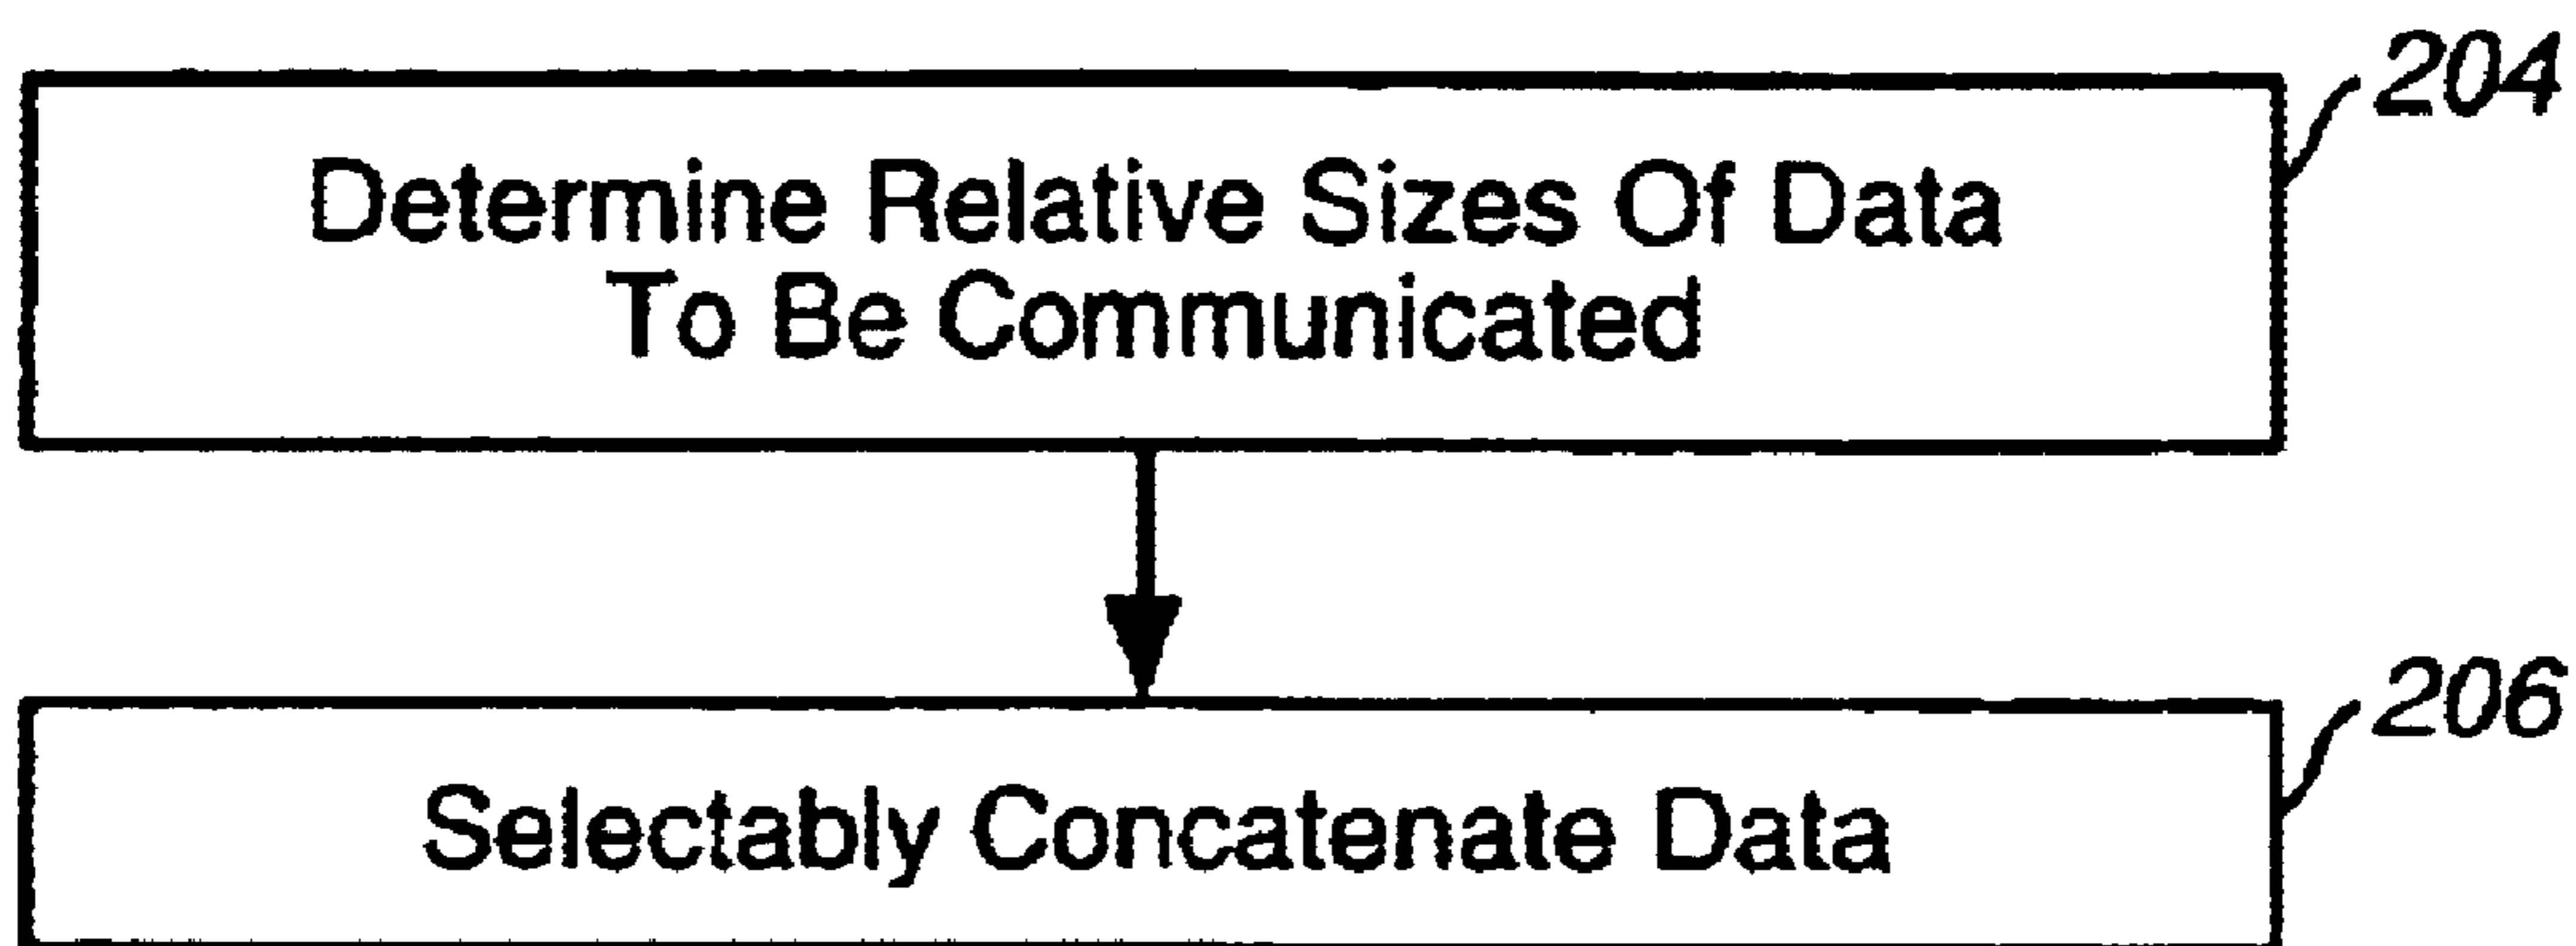 204
Determine Relative Sizes Of Data
To Be Communicated
206
Selectably Concatenate Data